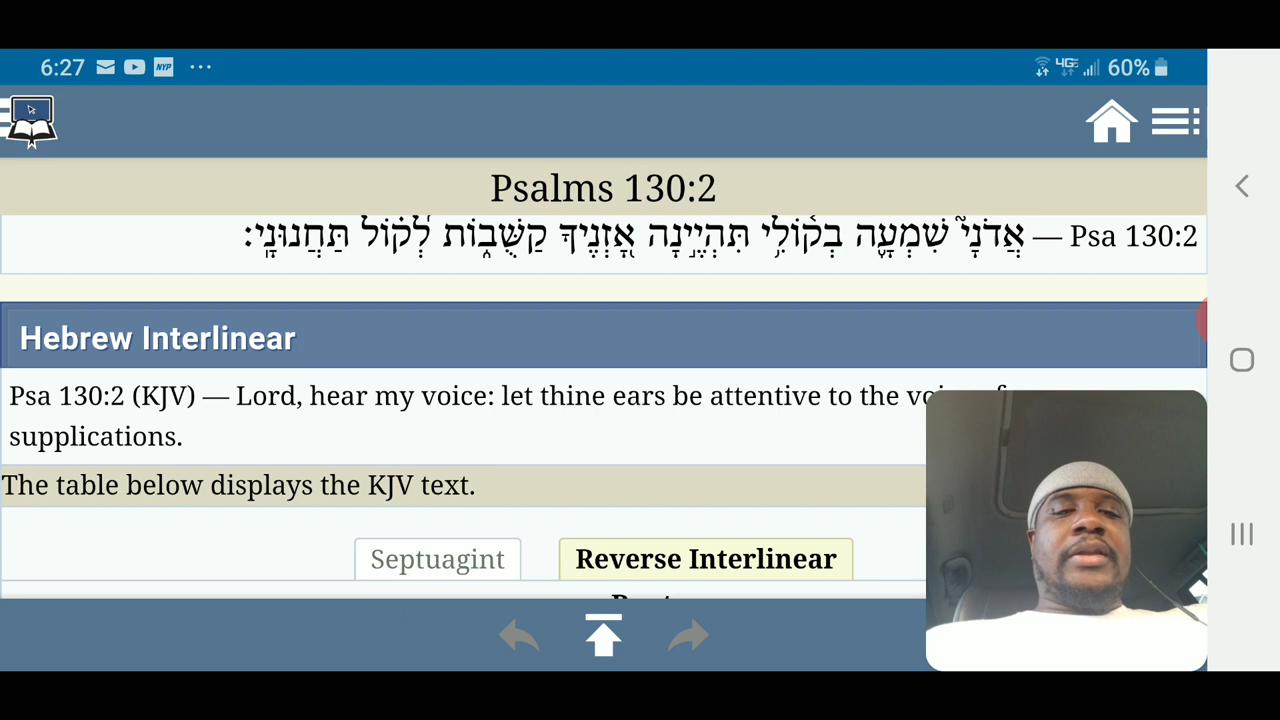 6:27 NYP ... 4GE 60%
Psalms 130:2
אֲדֹנָי֮ שִׁמְעָ֪ה בְק֫וֹלִ֥י תִּהְיֶ֣ינָה אָ֭זְנֶיךָ קַשֻּׁב֑וֹת לְ֝ק֗וֹל תַּחֲנוּנָֽי׃ — Psa 130:2
Hebrew Interlinear
Psa 130:2 (KJV) — Lord, hear my voice: let thine ears be attentive to the
supplications.
The table below displays the KJV text.
Septuagint Reverse Interlinear